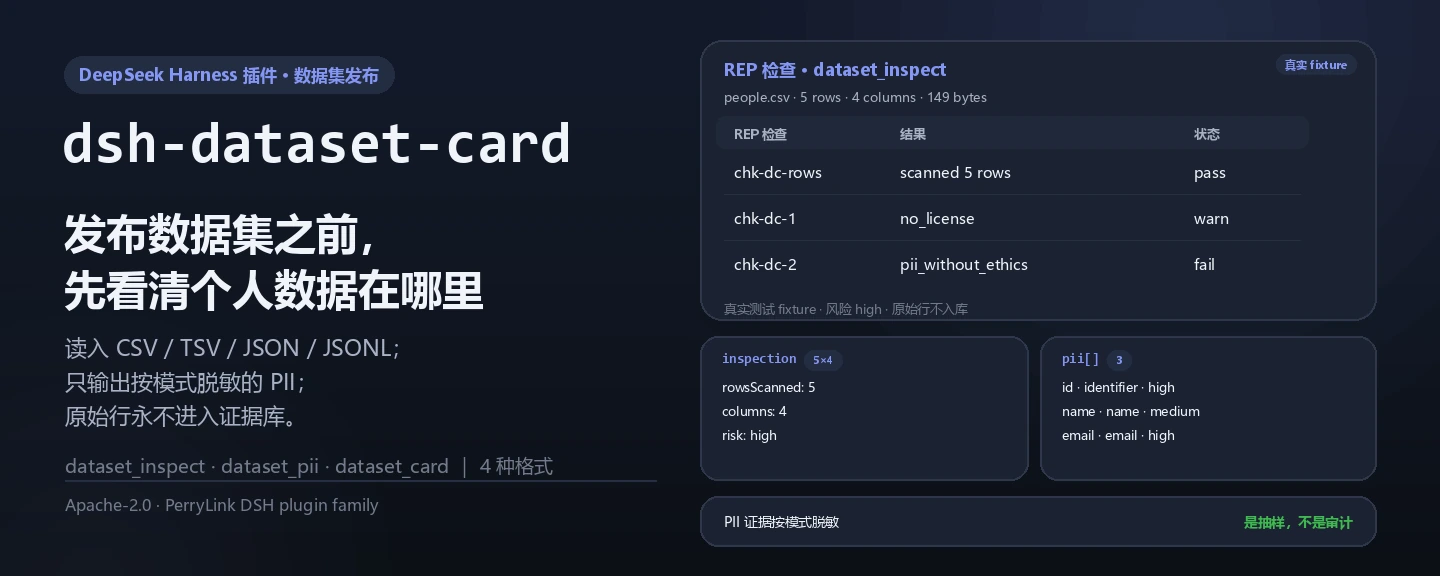 DeepSeek Harness 插件 • 数据集发布
dsh-dataset-card
发布数据集之前，
先看清个人数据在哪里
读入 CSV / TSV / JSON / JSONL；
只输出按模式脱敏的 PII；
原始行永不进入证据库。
dataset_inspect · dataset_pii · dataset_card ｜ 4 种格式
Apache-2.0 · PerryLink DSH plugin family
REP 检查 • dataset_inspect
真实 fixture
people.csv · 5 rows · 4 columns · 149 bytes
REP 检查 结果 状态
chk-dc-rows scanned 5 rows pass
chk-dc-1 no_license warn
chk-dc-2 pii_without_ethics fail
真实测试 fixture · 风险 high · 原始行不入库
inspection 5×4
rowsScanned: 5
columns: 4
risk: high
pii[] 3
id · identifier · high
name · name · medium
email · email · high
PII 证据按模式脱敏
是抽样，不是审计